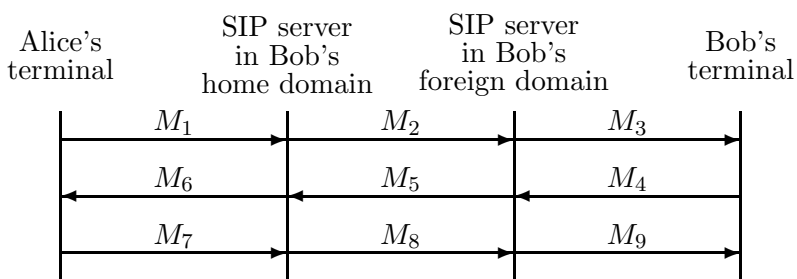 Alice's
terminal
SIP server
in Bob's
home domain
SIP server
in Bob's
foreign domain
Bob's
terminal
M1 M2 M3
M6 M5 M4
M7 M8 M9